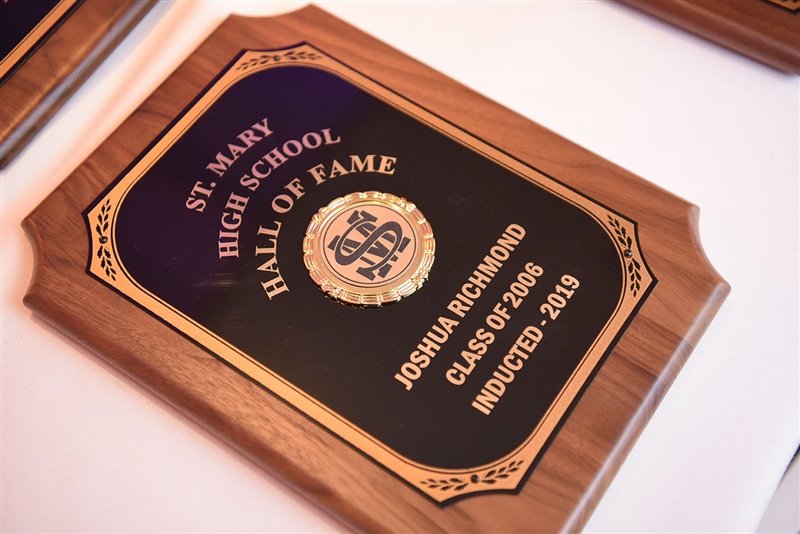 ST. MARY
HIGH SCHOOL
HALL OF FAME
JOSHUA RICHMOND
CLASS OF 2006
INDUCTED - 2019